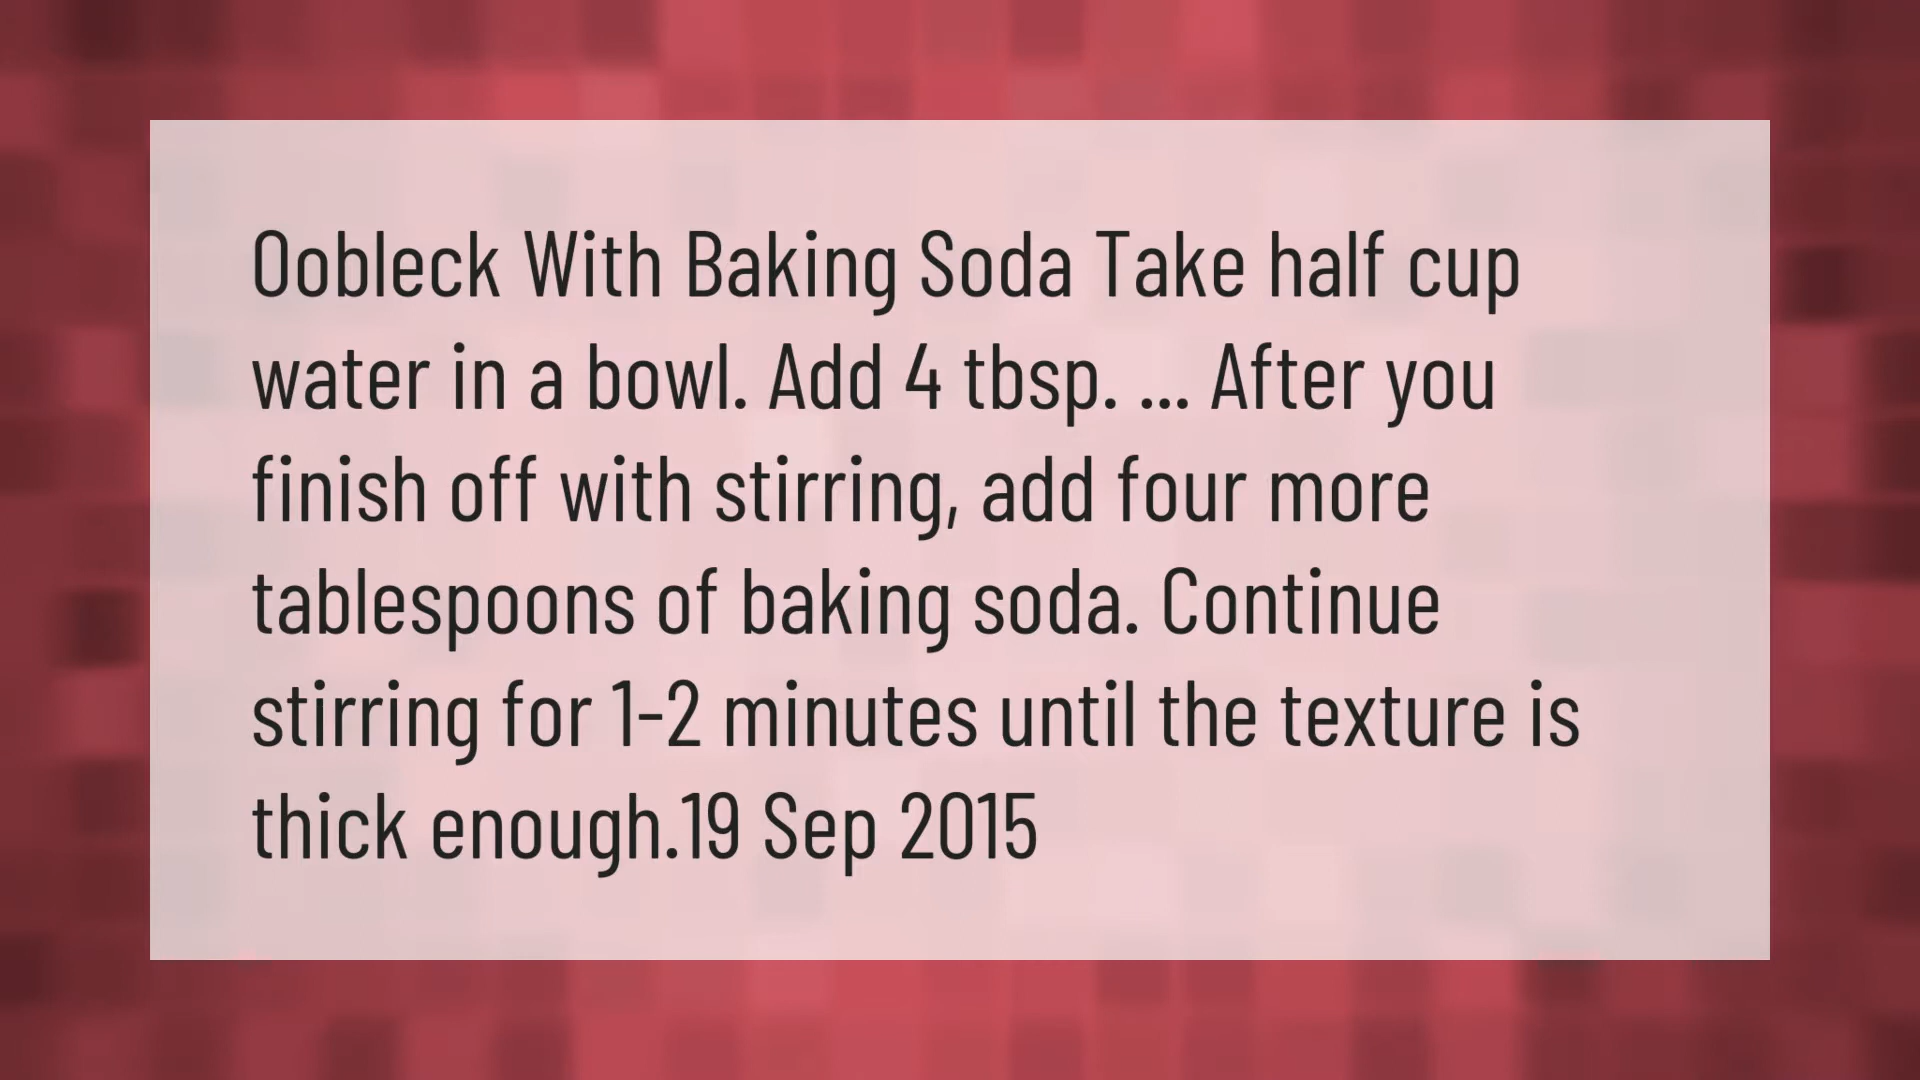 Oobleck With Baking Soda Take half cup
water in a bowl. Add 4 tbsp. ... After you
finish off with stirring, add four more
tablespoons of baking soda. Continue
stirring for 1-2 minutes until the texture is
thick enough.19 Sep 2015